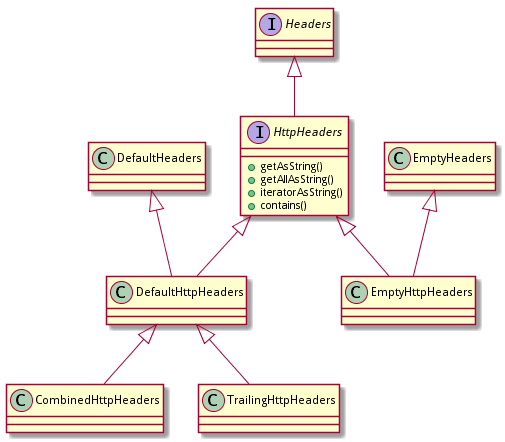 I Headers
I HttpHeaders
getAsString()
getAllAsString()
iteratorAsString()
contains()
C DefaultHeaders
C EmptyHeaders
C DefaultHttpHeaders
C EmptyHttpHeaders
C CombinedHttpHeaders
C TrailingHttpHeaders